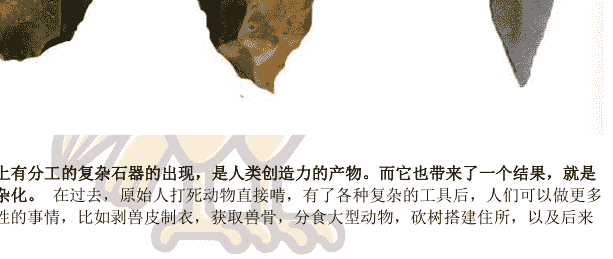 上有分工的复杂石器的出现，是人类创造力的产物。而它也带来了一个结果，就是
杂化。 在过去，原始人打死动物直接啃，有了各种复杂的工具后，人们可以做更多
性的事情，比如剥兽皮制衣，获取兽骨，分食大型动物，砍树搭建住所，以及后来